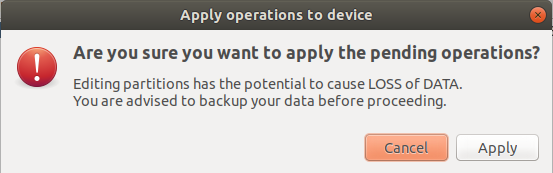 Apply operations to device
Are you sure you want to apply the pending operations?
Editing partitions has the potential to cause LOSS of DATA.
You are advised to backup your data before proceeding.
Cancel Apply